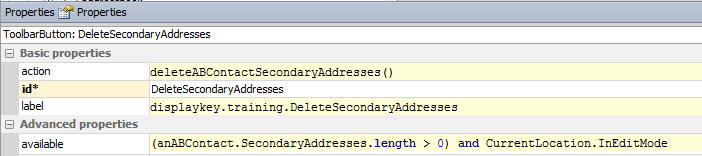 Properties Properties
ToolbarButton: DeleteSecondaryAddresses
Basic properties
action deleteABContactSecondaryAddresses()
id* DeleteSecondaryAddresses
label displaykey.training.DeleteSecondaryAddresses
Advanced properties
available (anABContact.SecondaryAddresses.length > 0) and CurrentLocation.InEditMode